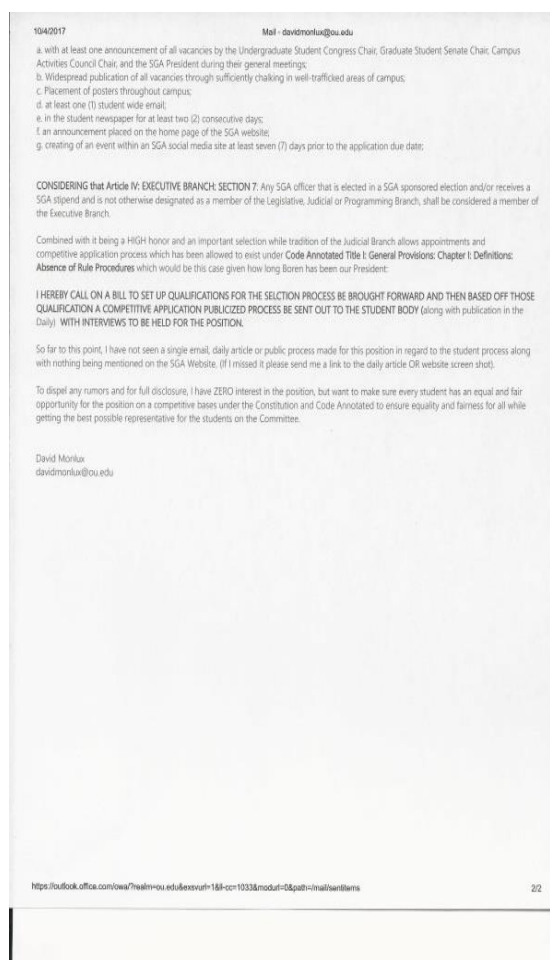 10/4/2017 Mail - davidmonlux@ou.edu
a. with at least one announcement of all vacancies by the Undergraduate Student Congress Chair, Graduate Student Senate Chair, Campus
Activities Council Chair, and the SGA President during their general meetings;
b. Widespread publication of all vacancies through sufficiently chalking in well-trafficked areas of campus;
c. Placement of posters throughout campus;
d. at least one (1) student wide email;
e. in the student newspaper for at least two (2) consecutive days;
f. an announcement placed on the home page of the SGA website;
g. creating of an event within an SGA social media site at least seven (7) days prior to the application due date;
CONSIDERING that Article IV: EXECUTIVE BRANCH: SECTION 7: Any SGA officer that is elected in a SGA sponsored election and/or receives a
SGA stipend and is not otherwise designated as a member of the Legislative, Judicial or Programming Branch, shall be considered a member of
the Executive Branch.
Combined with it being a HIGH honor and an important selection while tradition of the Judicial Branch allows appointments and
competitive application process which has been allowed to exist under Code Annotated Title I: General Provisions: Chapter I: Definitions:
Absence of Rule Procedures which would be this case given how long Boren has been our President:
I HEREBY CALL ON A BILL TO SET UP QUALIFICATIONS FOR THE SELCTION PROCESS BE BROUGHT FORWARD AND THEN BASED OFF THOSE
QUALIFICATION A COMPETITIVE APPLICATION PUBLICIZED PROCESS BE SENT OUT TO THE STUDENT BODY (along with publication in the
Daily) WITH INTERVIEWS TO BE HELD FOR THE POSITION.
So far to this point, I have not seen a single email, daily article or public process made for this position in regard to the student process along
with nothing being mentioned on the SGA Website. (If I missed it please send me a link to the daily article OR website screen shot).
To dispel any rumors and for full disclosure, I have ZERO interest in the position, but want to make sure every student has an equal and fair
opportunity for the position on a competitive bases under the Constitution and Code Annotated to ensure equality and fairness for all while
getting the best possible representative for the students on the Committee.
David Monlux
davidmonlux@ou.edu
https://outlook.office.com/owa/?realm=ou.edu&exsvurl=1&ll-cc=1033&modurl=0&path=/mail/sentitems 2/2